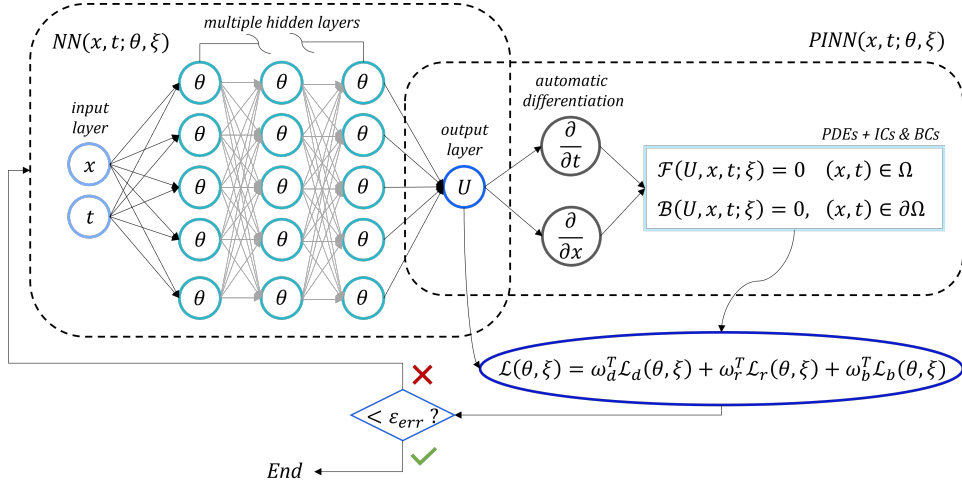 NN(x, t; θ, ξ)
multiple hidden layers
PINN(x, t; θ, ξ)
input
layer
x
t
θ θ θ
θ θ θ
θ θ θ
θ θ θ
θ θ θ
output
layer
U
automatic
differentiation
∂/∂t
∂/∂x
PDEs + ICs & BCs
ℱ(U, x, t; ξ) = 0 (x, t) ∈ Ω
ℬ(U, x, t; ξ) = 0, (x, t) ∈ ∂Ω
ℒ(θ, ξ) = ω_d^T ℒ_d(θ, ξ) + ω_r^T ℒ_r(θ, ξ) + ω_b^T ℒ_b(θ, ξ)
< ε_err ?
End